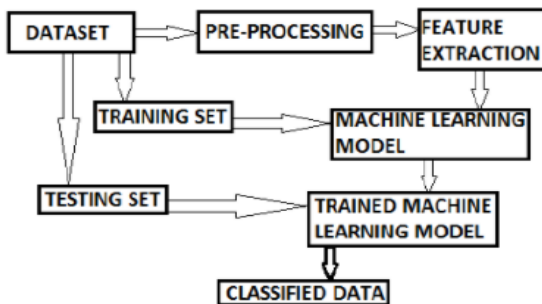 DATASET
PRE-PROCESSING
FEATURE
EXTRACTION
TRAINING SET
MACHINE LEARNING
MODEL
TESTING SET
TRAINED MACHINE
LEARNING MODEL
CLASSIFIED DATA